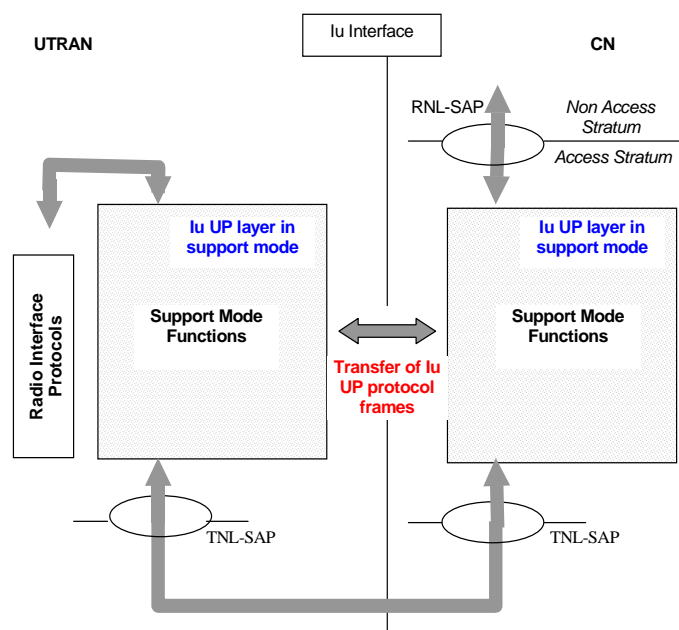 Iu Interface
UTRAN
CN
RNL-SAP
Non Access
Stratum
Access Stratum
Iu UP layer in
support mode
Iu UP layer in
support mode
Radio Interface
Protocols
Support Mode
Functions
Support Mode
Functions
Transfer of Iu
UP protocol
frames
TNL-SAP
TNL-SAP